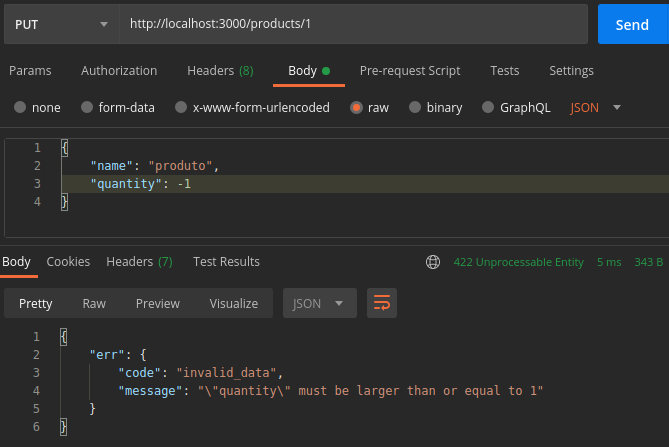 PUT http://localhost:3000/products/1 Send
Params Authorization Headers (8) Body Pre-request Script Tests Settings
none form-data x-www-form-urlencoded raw binary GraphQL JSON
1 {
2 "name": "produto",
3 "quantity": -1
4 }
Body Cookies Headers (7) Test Results 422 Unprocessable Entity 5 ms 343 B
Pretty Raw Preview Visualize JSON
1 {
2 "err": {
3 "code": "invalid_data",
4 "message": "\"quantity\" must be larger than or equal to 1"
5 }
6 }